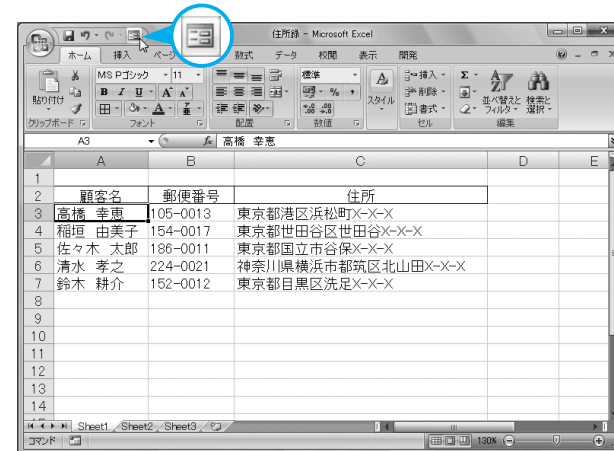 住所録 - Microsoft Excel
ホーム 挿入 ページ 数式 データ 校閲 表示 開発
MS Pゴシック 11 標準 挿入 Σ
貼り付け B I U A A % , スタイル 削除 並べ替えと フィルタ 検索と 選択
A 書式
クリップボード フォント 配置 数値 セル 編集
A3 fx 高橋 幸恵
A B C D E
1
2 顧客名 郵便番号 住所
3 高橋 幸恵 105-0013 東京都港区浜松町X-X-X
4 稲垣 由美子 154-0017 東京都世田谷区世田谷X-X-X
5 佐々木 太郎 186-0011 東京都国立市谷保X-X-X
6 清水 孝之 224-0021 神奈川県横浜市都筑区北山田X-X-X
7 鈴木 耕介 152-0012 東京都目黒区洗足X-X-X
8
9
10
11
12
13
14
Sheet1 Sheet2 Sheet3
コマンド 130%